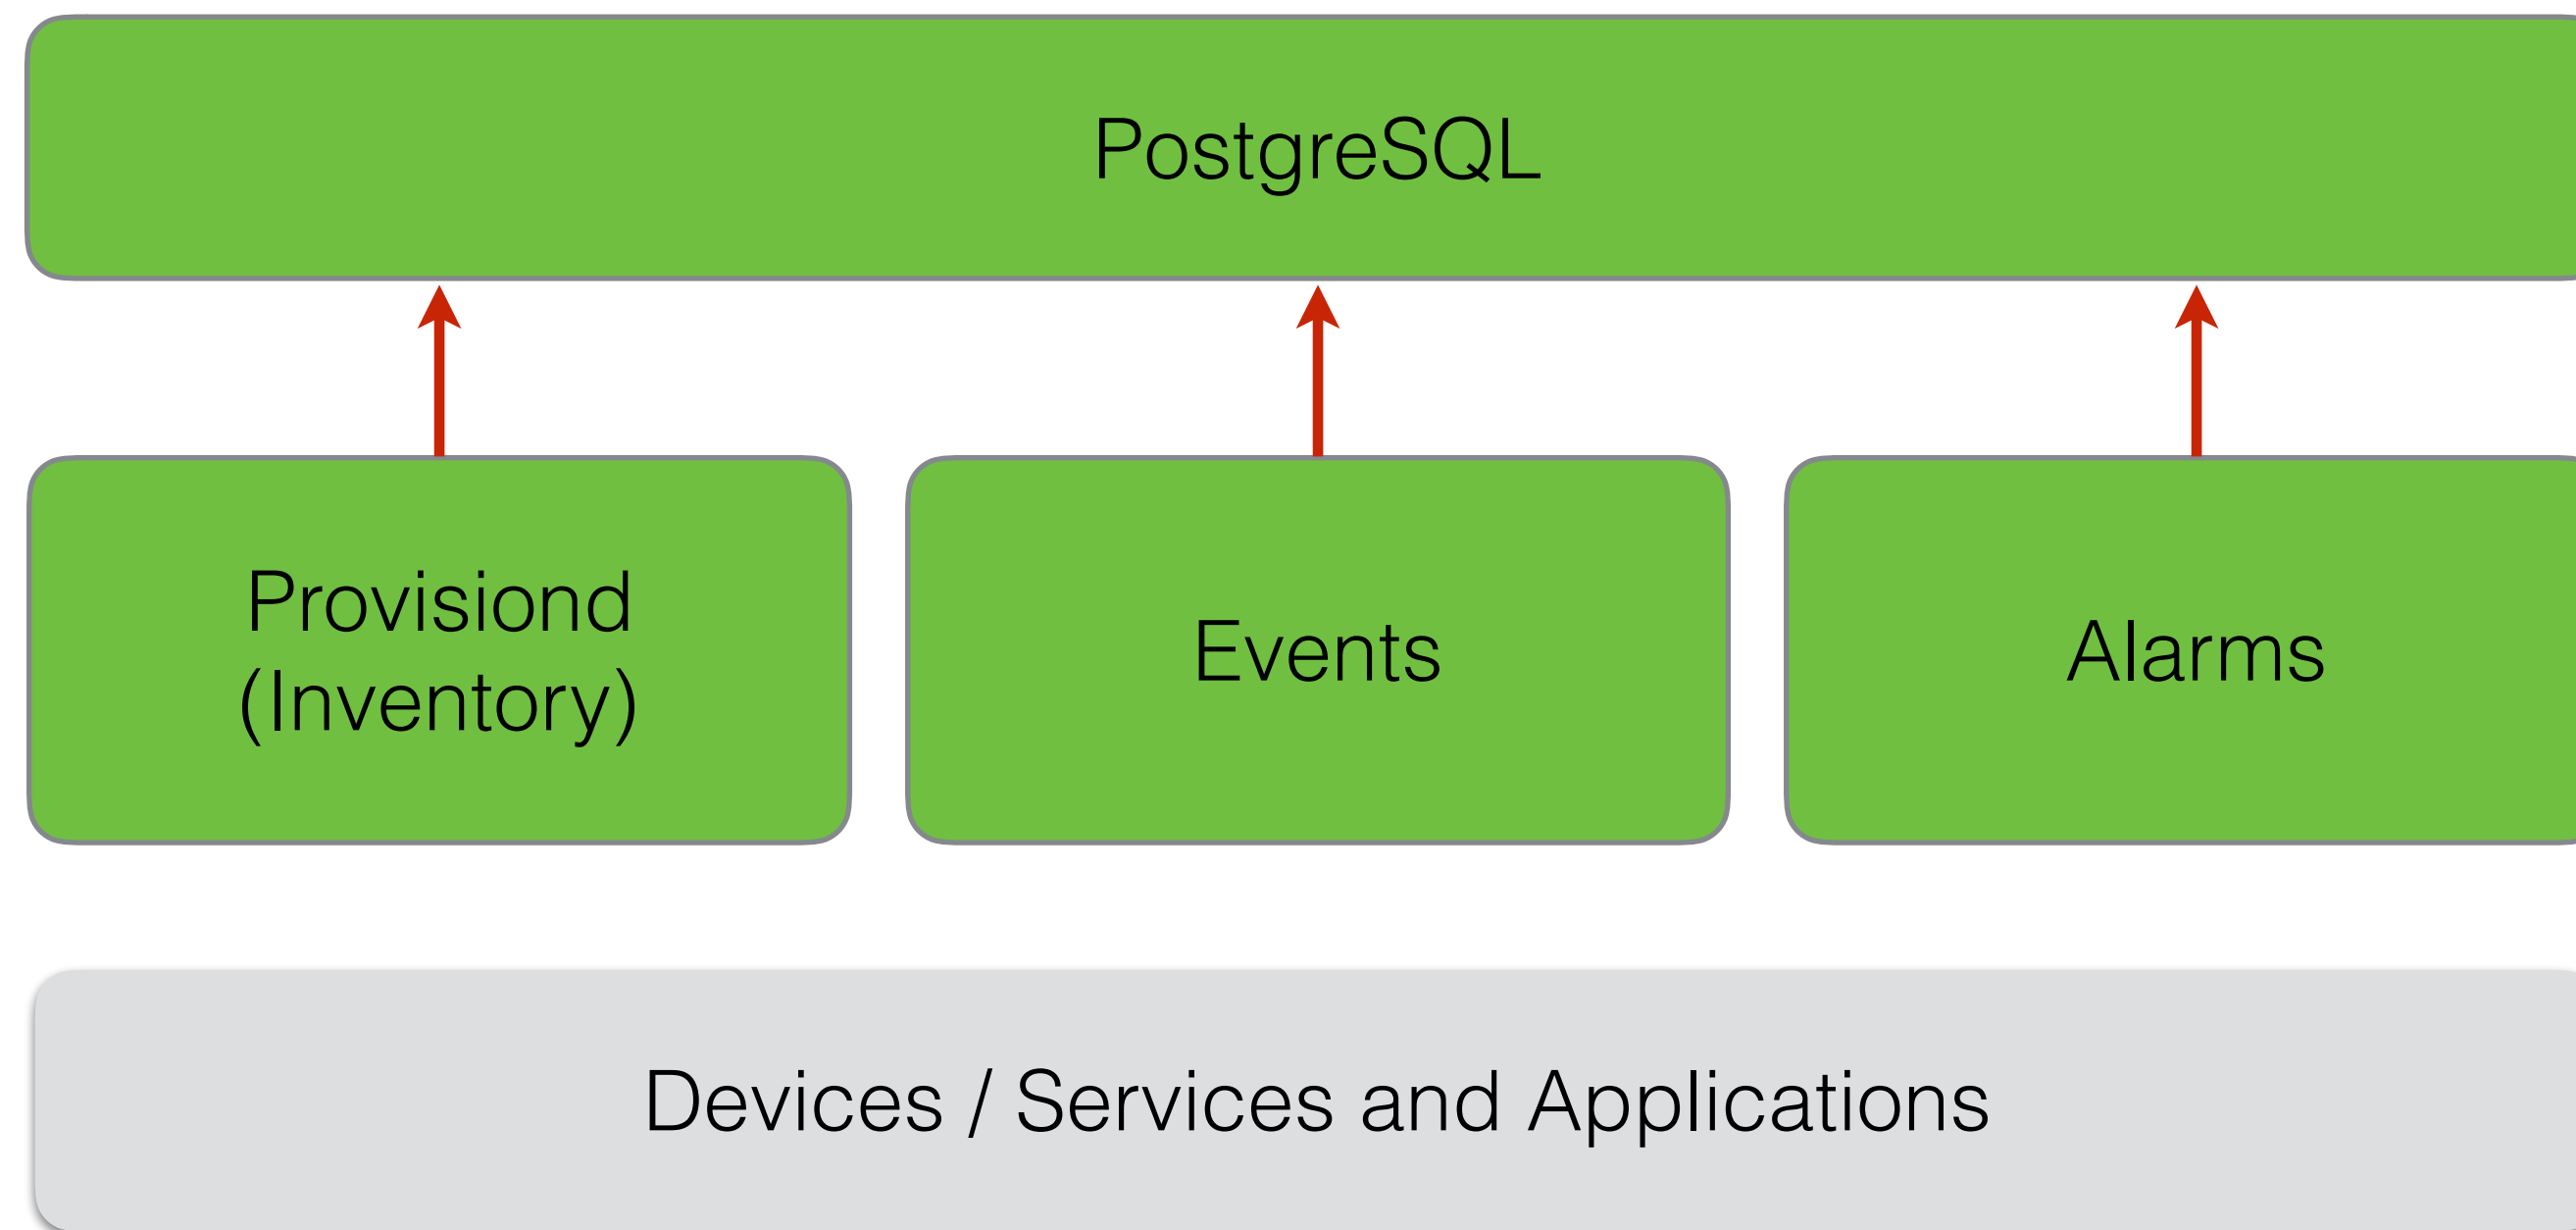 PostgreSQL
Provisiond
(Inventory)
Events
Alarms
Devices / Services and Applications